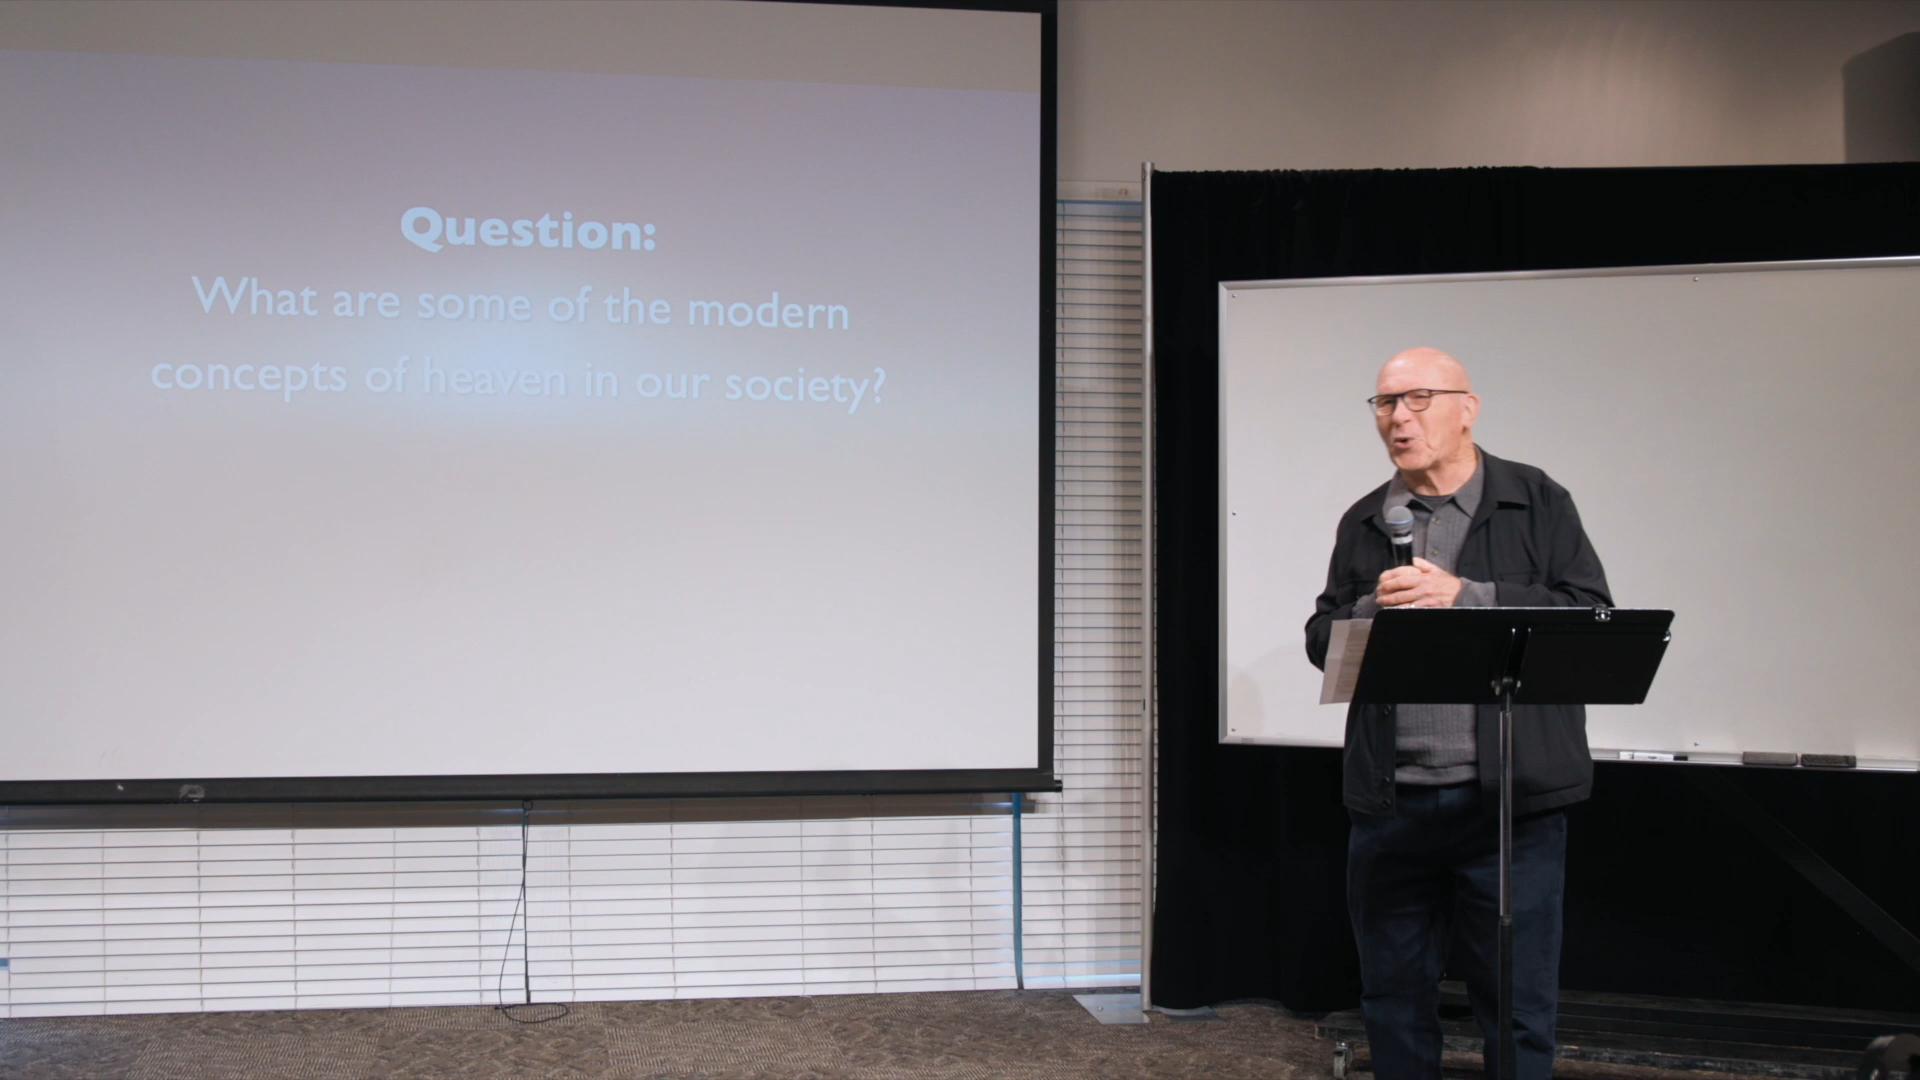 Question:
What are some of the modern
concepts of heaven in our society?